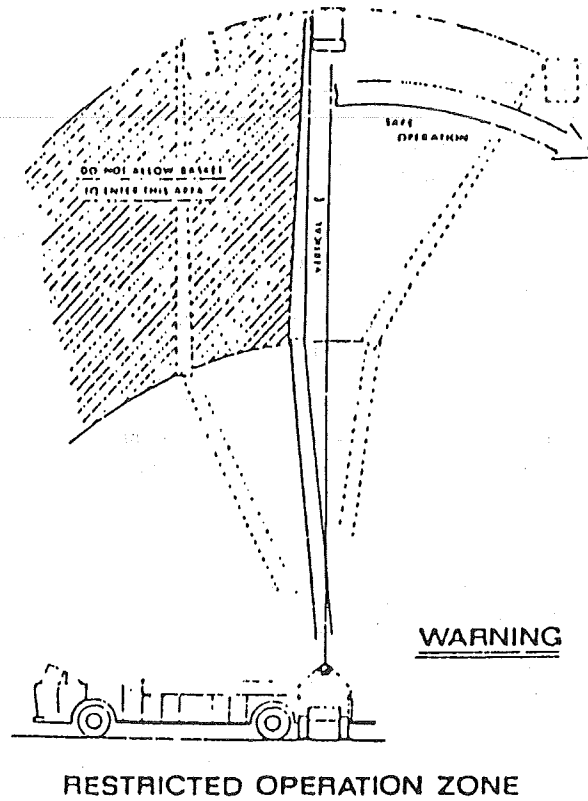 SAFE
OPERATION
DO NOT ALLOW BASKET
TO ENTER THIS AREA
VERTICAL ℄
WARNING
RESTRICTED OPERATION ZONE